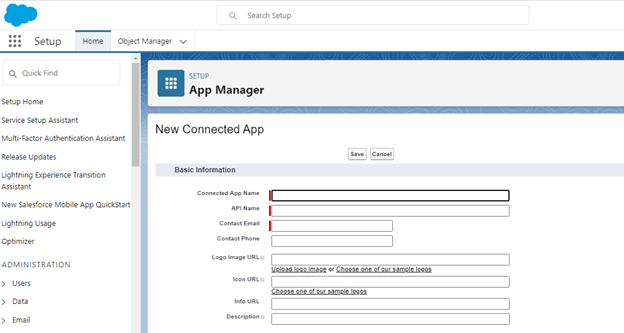 Search Setup
Setup
Home
Object Manager
Quick Find
Setup Home
Service Setup Assistant
Multi-Factor Authentication Assistant
Release Updates
Lightning Experience Transition
Assistant
New Salesforce Mobile App QuickStart
Lightning Usage
Optimizer
ADMINISTRATION
Users
Data
Email
SETUP
App Manager
New Connected App
Save Cancel
Basic Information
Connected App Name
API Name
Contact Email
Contact Phone
Logo Image URL
Upload logo image or Choose one of our sample logos
Icon URL
Choose one of our sample logos
Info URL
Description